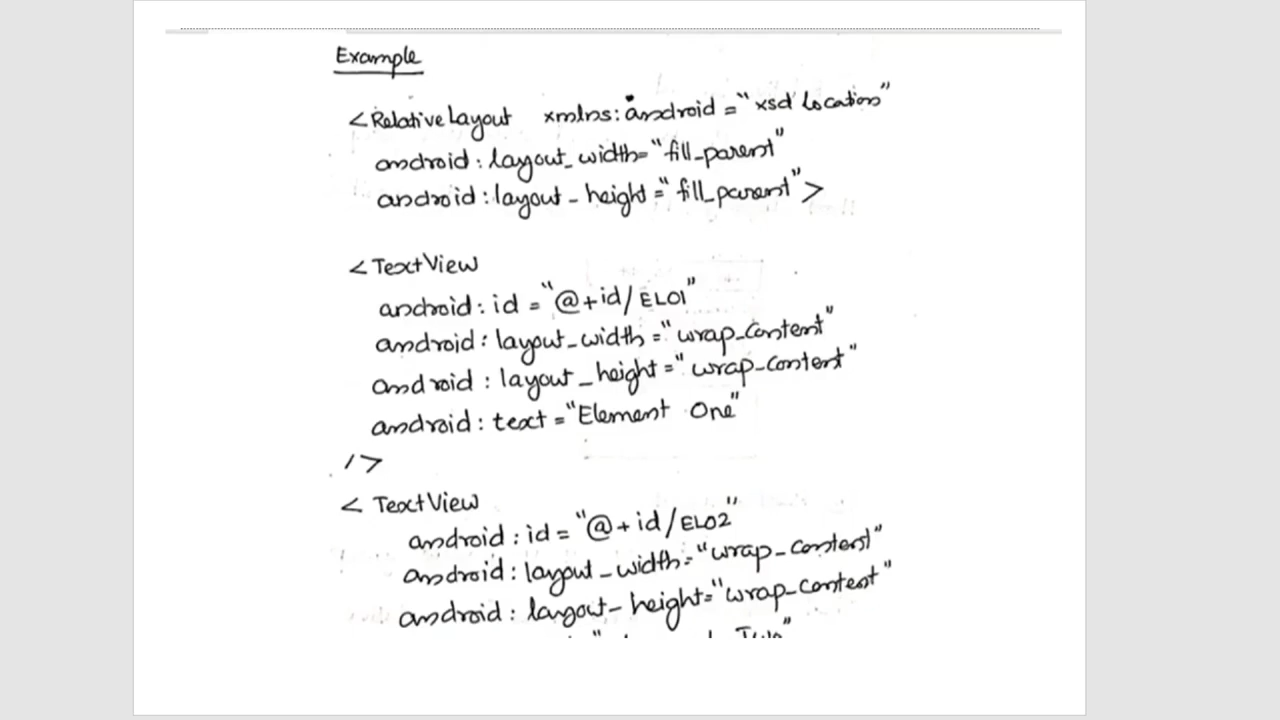 Example
<RelativeLayout xmlns:android="xsd location"
android:layout_width="fill_parent"
android:layout_height="fill_parent">
<TextView
android:id="@+id/EL01"
android:layout_width="wrap_content"
android:layout_height="wrap_content"
android:text="Element One"
/>
<TextView
android:id="@+id/EL02"
android:layout_width="wrap_content"
android:layout_height="wrap_content"